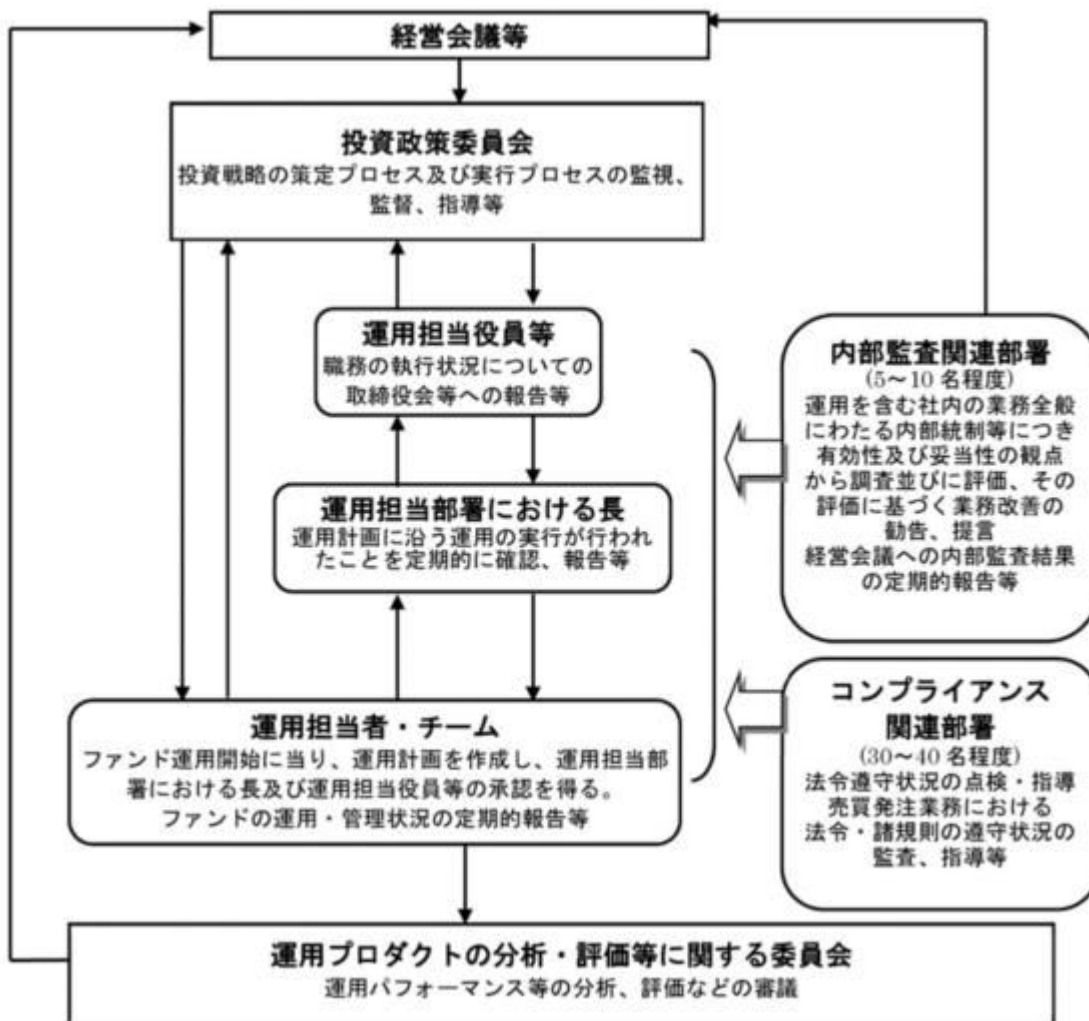 経営会議等
投資政策委員会
投資戦略の策定プロセス及び実行プロセスの監視、
監督、指導等
運用担当役員等
職務の執行状況についての
取締役会等への報告等
運用担当部署における長
運用計画に沿う運用の実行が行われ
たことを定期的に確認、報告等
運用担当者・チーム
ファンド運用開始に当り、運用計画を作成し、運用担当部
署における長及び運用担当役員等の承認を得る。
ファンドの運用・管理状況の定期的報告等
内部監査関連部署
(5～10 名程度)
運用を含む社内の業務全般
にわたる内部統制等につき
有効性及び妥当性の観点
から調査並びに評価、その
評価に基づく業務改善の
勧告、提言
経営会議への内部監査結果
の定期的報告等
コンプライアンス
関連部署
(30～40 名程度)
法令遵守状況の点検・指導
売買発注業務における
法令・諸規則の遵守状況の
監査、指導等
運用プロダクトの分析・評価等に関する委員会
運用パフォーマンス等の分析、評価などの審議